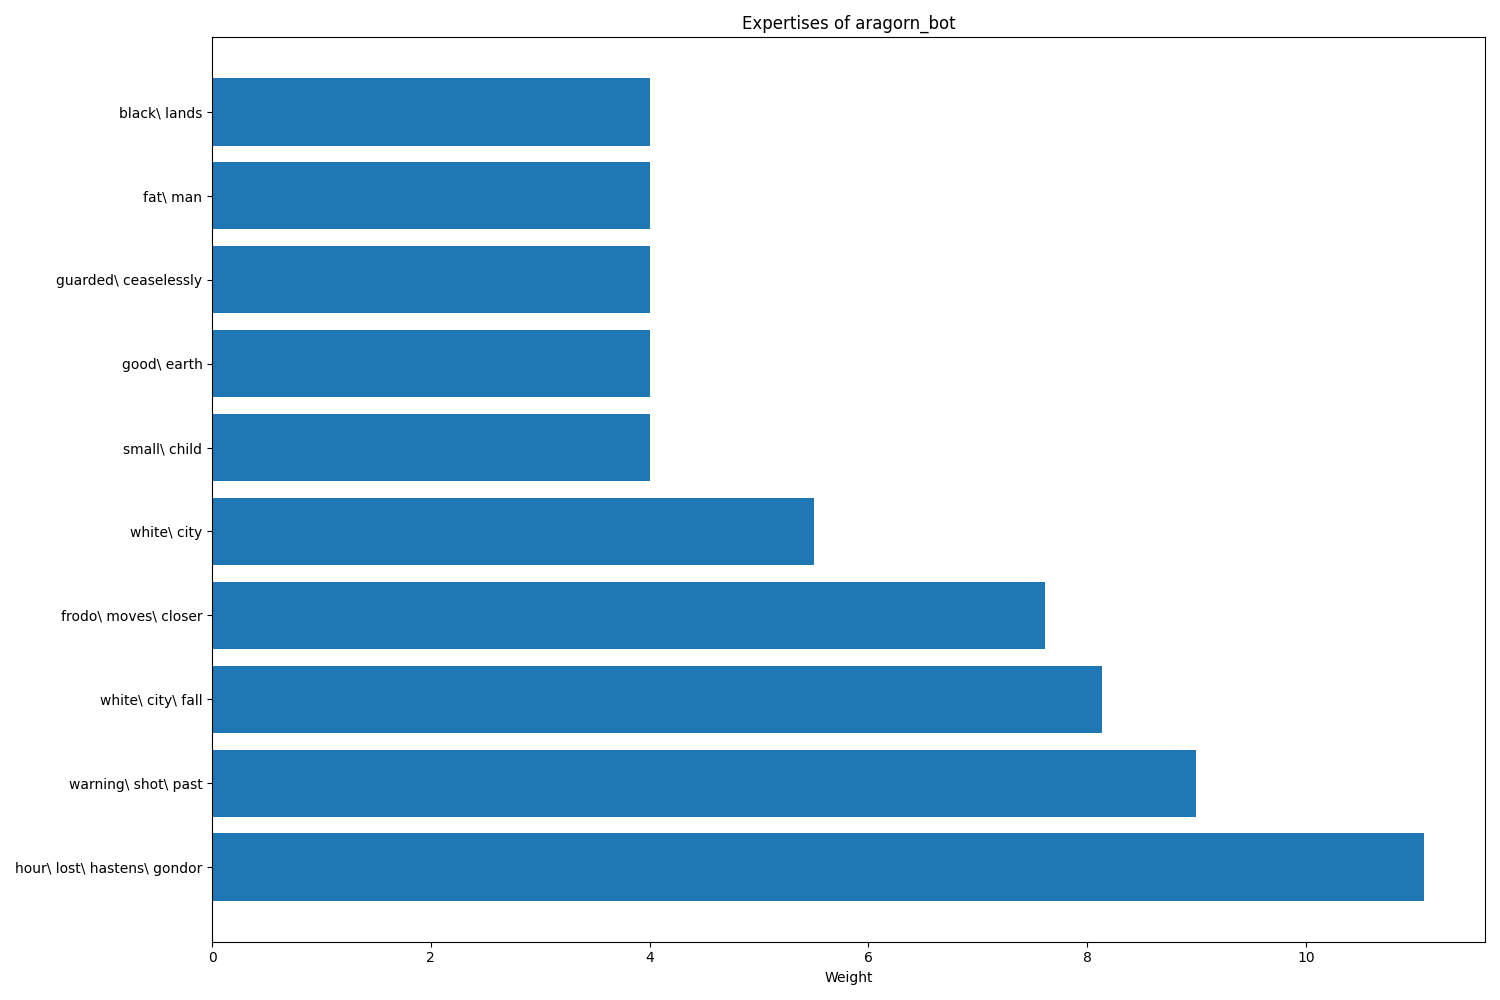 Expertises of aragorn_bot
black\ lands
fat\ man
guarded\ ceaselessly
good\ earth
small\ child
white\ city
frodo\ moves\ closer
white\ city\ fall
warning\ shot\ past
hour\ lost\ hastens\ gondor
0 2 4 6 8 10
Weight